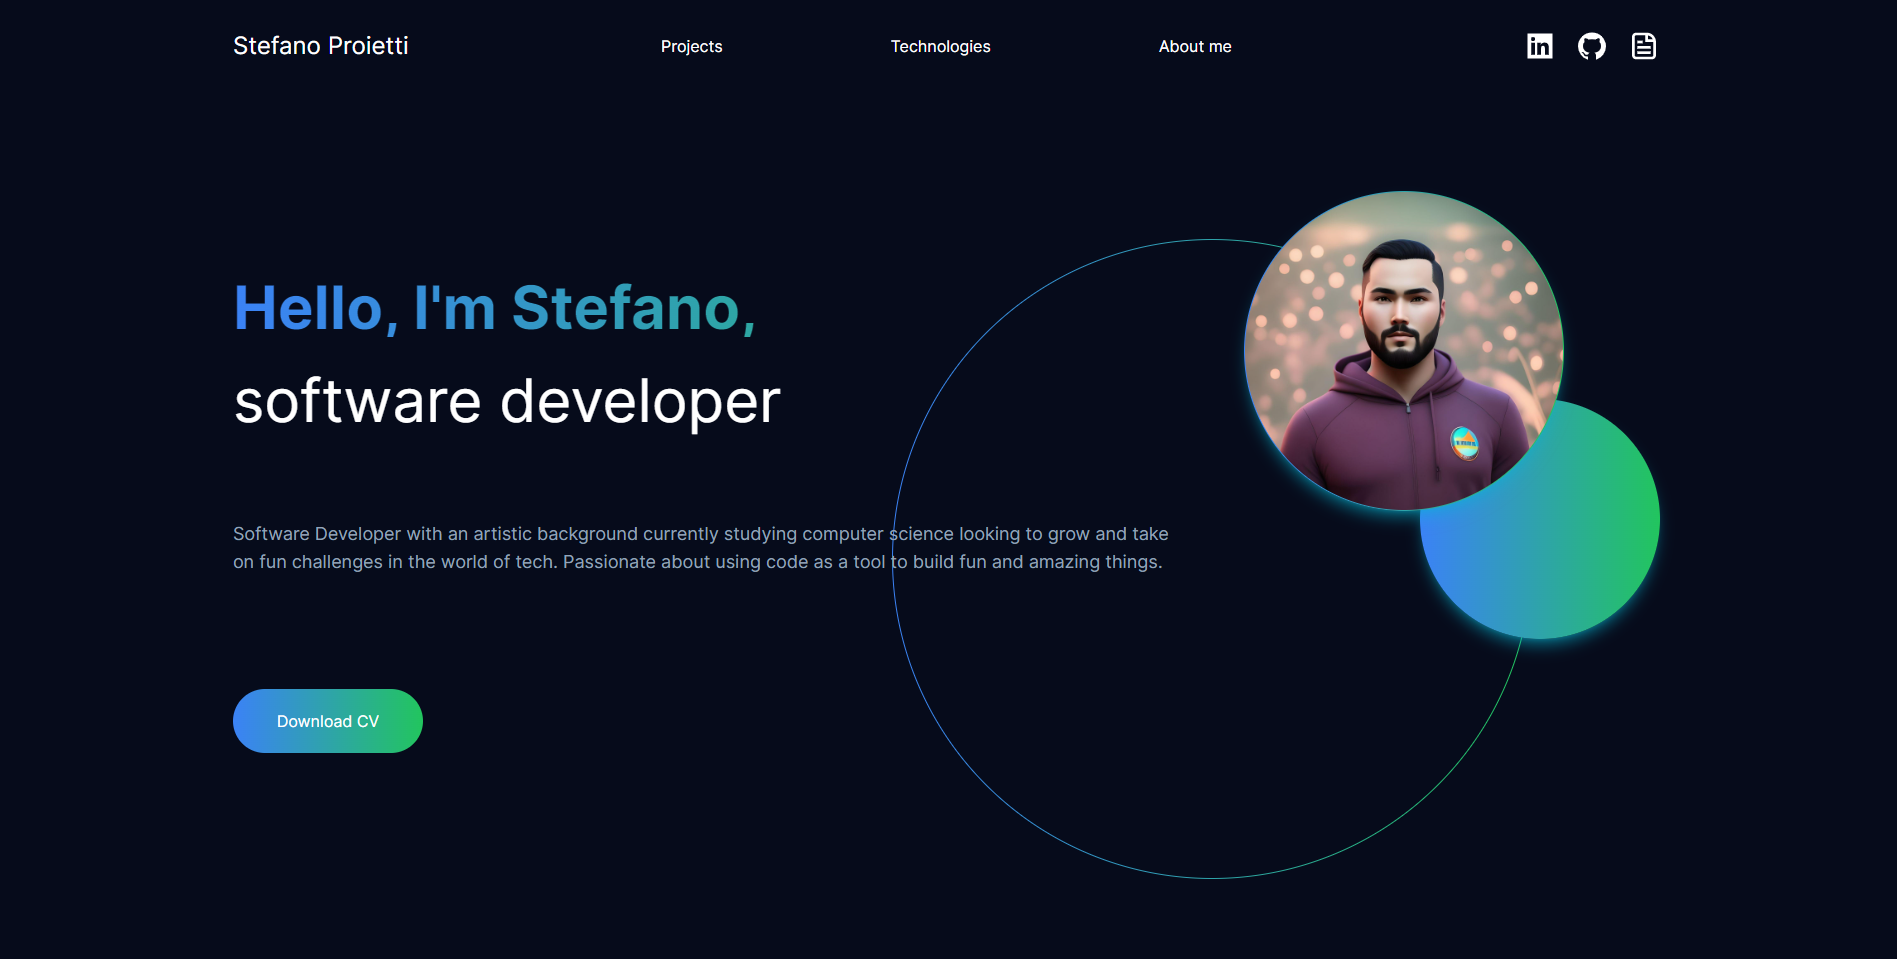 Stefano Proietti
Projects
Technologies
About me
in
Hello, I'm Stefano,
software developer
Software Developer with an artistic background currently studying computer science looking to grow and take
on fun challenges in the world of tech. Passionate about using code as a tool to build fun and amazing things.
Download CV